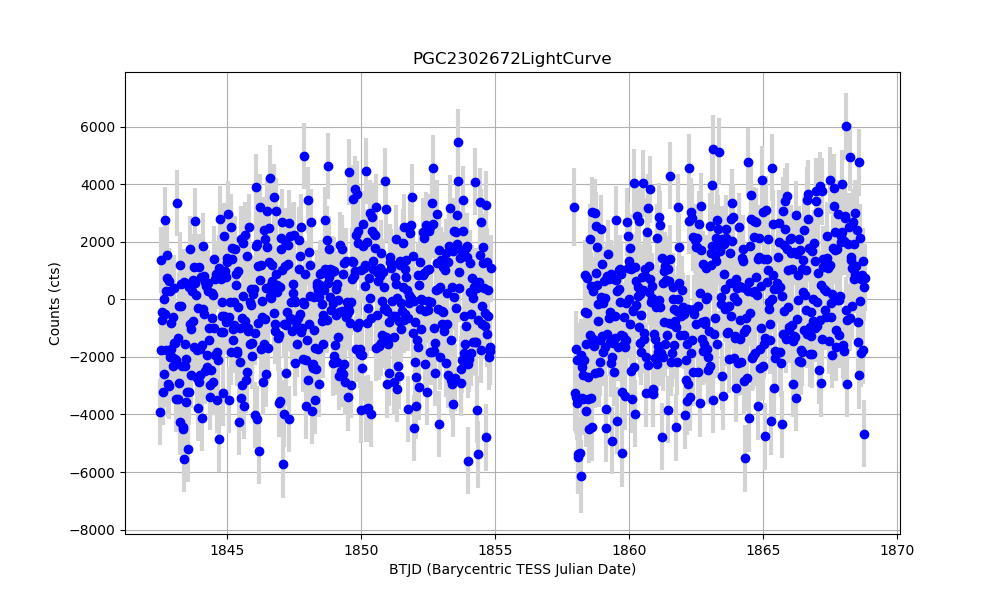 PGC2302672LightCurve
Counts (cts)
6000
4000
2000
0
−2000
−4000
−6000
−8000
1845 1850 1855 1860 1865 1870
BTJD (Barycentric TESS Julian Date)